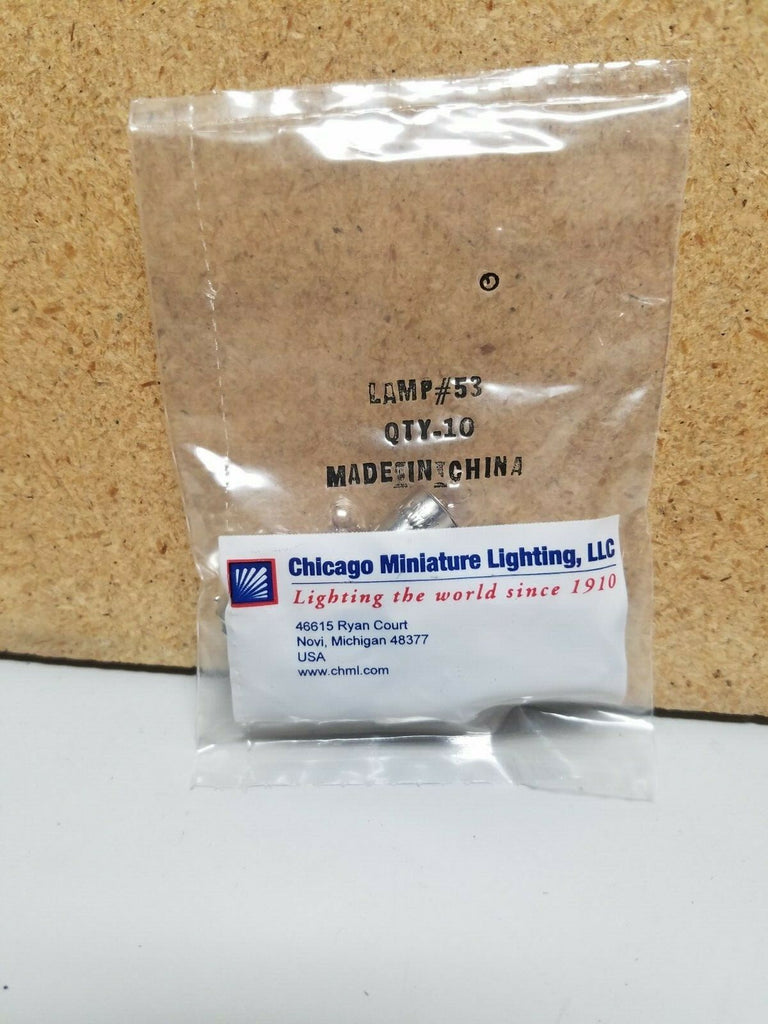 LAMP#53
QTY-10
MADE IN CHINA
Chicago Miniature Lighting, LLC
Lighting the world since 1910
46615 Ryan Court
Novi, Michigan 48377
USA
www.chml.com